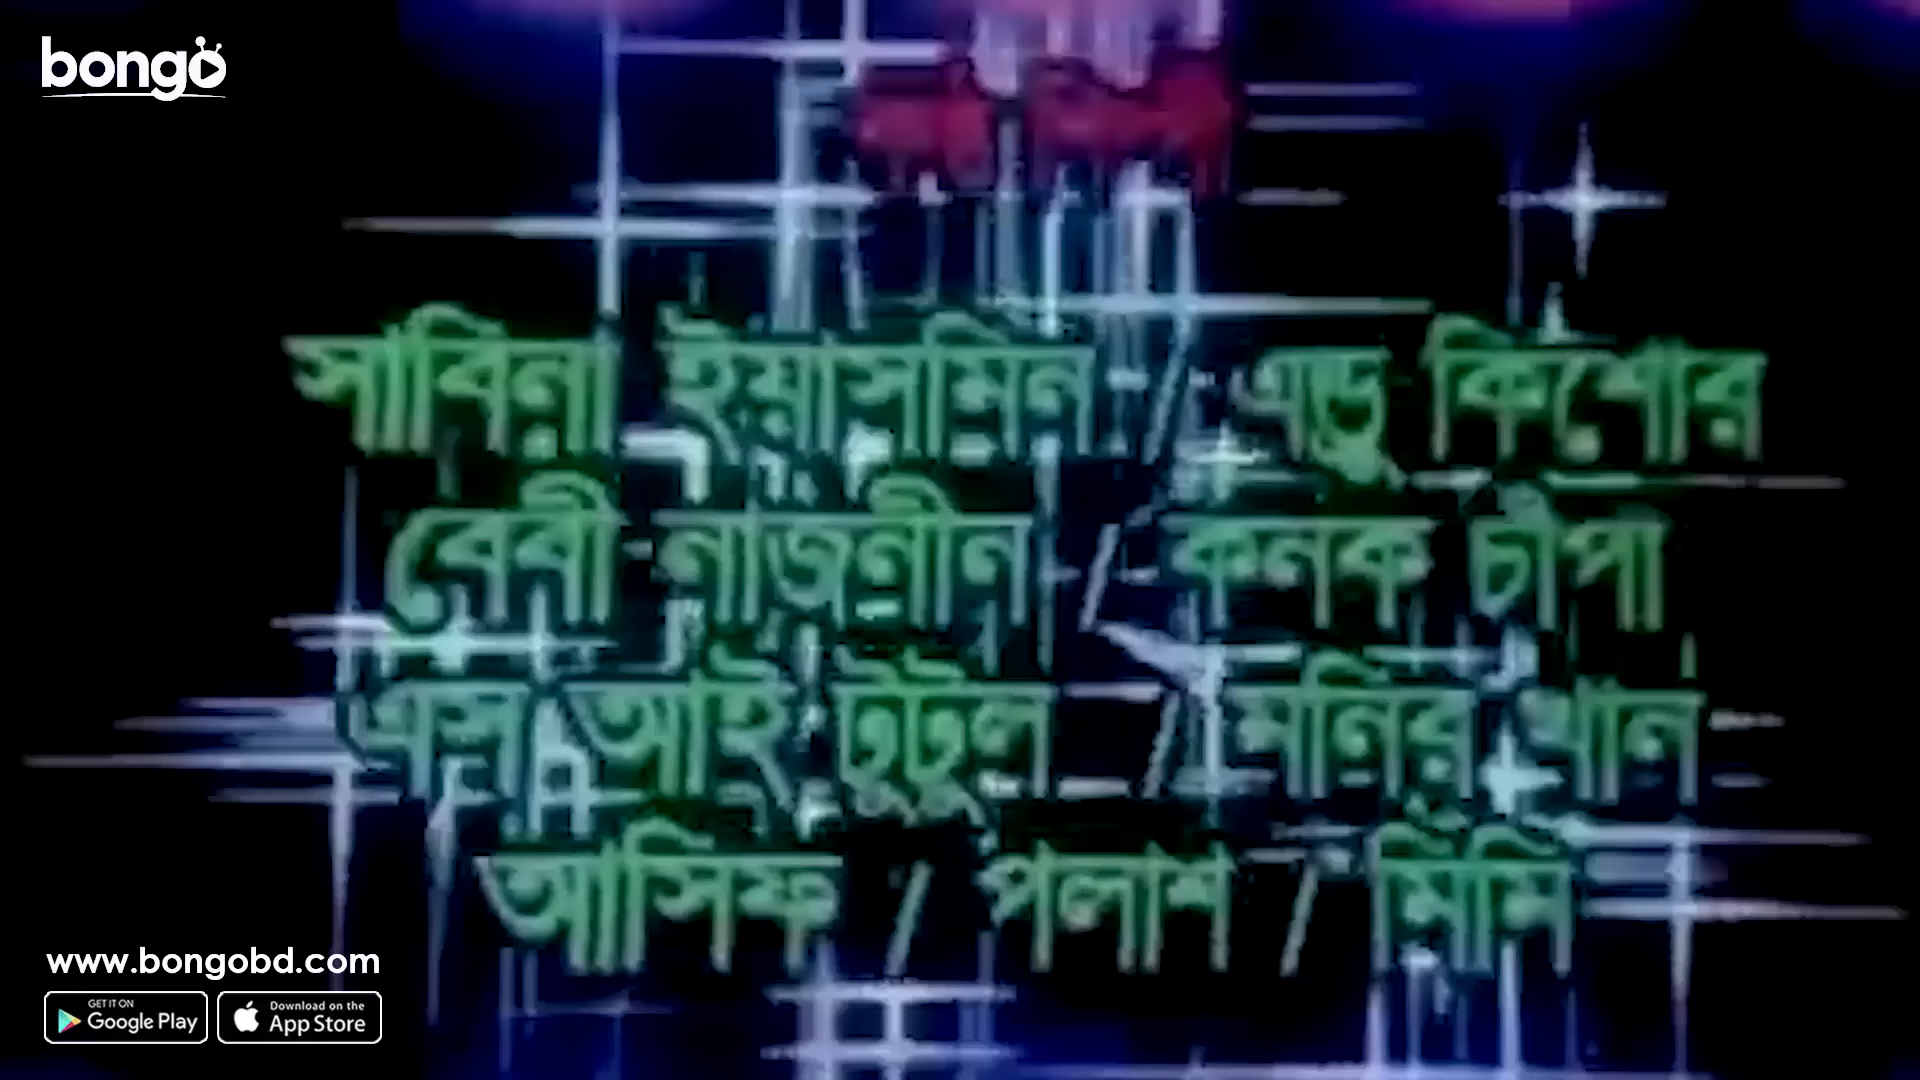 bongo
সাবিনা ইয়াসমিন / এন্ড্রু কিশোর
বেবী নাজনীন / কনক চাঁপা
এস আই টুটুল / মনির খান
আসিফ / পলাশ / মিমি
www.bongobd.com
GET IT ON Google Play
Download on the App Store